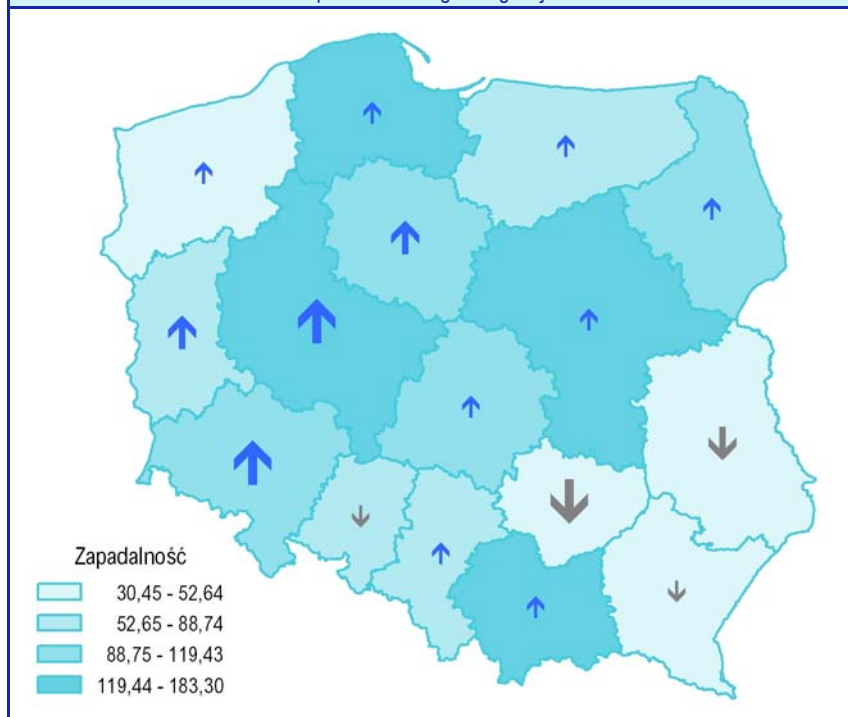 Zapadalność
30,45 - 52,64
52,65 - 88,74
88,75 - 119,43
119,44 - 183,30